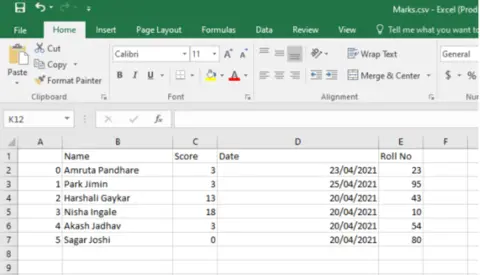 Marks.csv - Excel (Prod
File Home Insert Page Layout Formulas Data Review View Help Tell me what you want to
Cut
Copy
Format Painter
Paste
Clipboard
Calibri 11 A A
B I U A
Font
Wrap Text
Merge & Center
Alignment
General
$ %
K12 fx
A B C D E F
1 Name Score Date Roll No
2 0 Amruta Pandhare 3 23/04/2021 23
3 1 Park Jimin 3 25/04/2021 95
4 2 Harshali Gaykar 13 20/04/2021 43
5 3 Nisha Ingale 18 20/04/2021 10
6 4 Akash Jadhav 3 20/04/2021 54
7 5 Sagar Joshi 0 20/04/2021 80
8
9